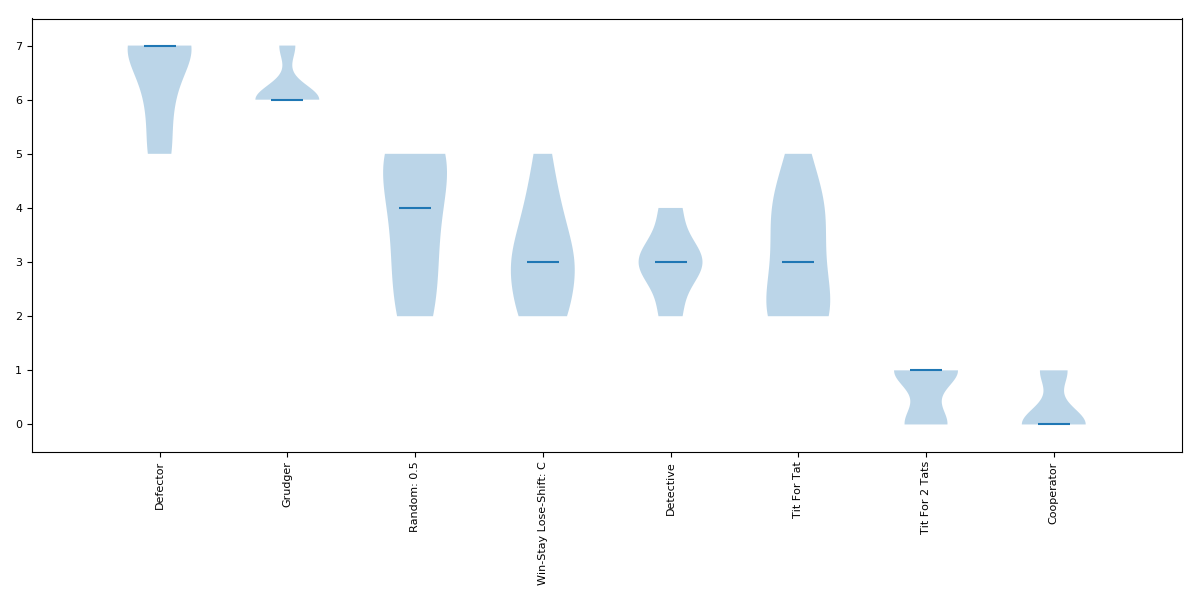 7
6
5
4
3
2
1
0
Defector
Grudger
Random: 0.5
Win-Stay Lose-Shift: C
Detective
Tit For Tat
Tit For 2 Tats
Cooperator